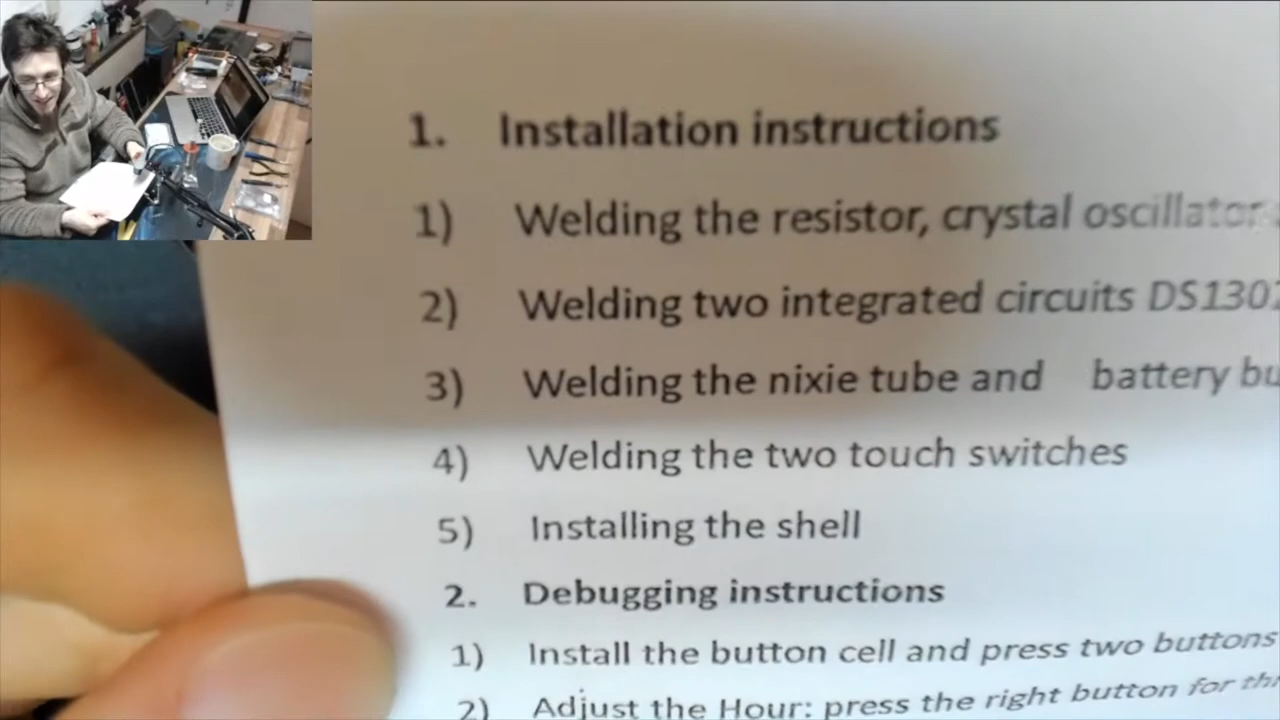 1. Installation instructions
1) Welding the resistor, crystal oscillator
2) Welding two integrated circuits
3) Welding the nixie tube and battery
4) Welding the two touch switches
5) Installing the shell
2. Debugging instructions
1) Install the button cell and press two buttons
2) Adjust the Hour: press the right button for